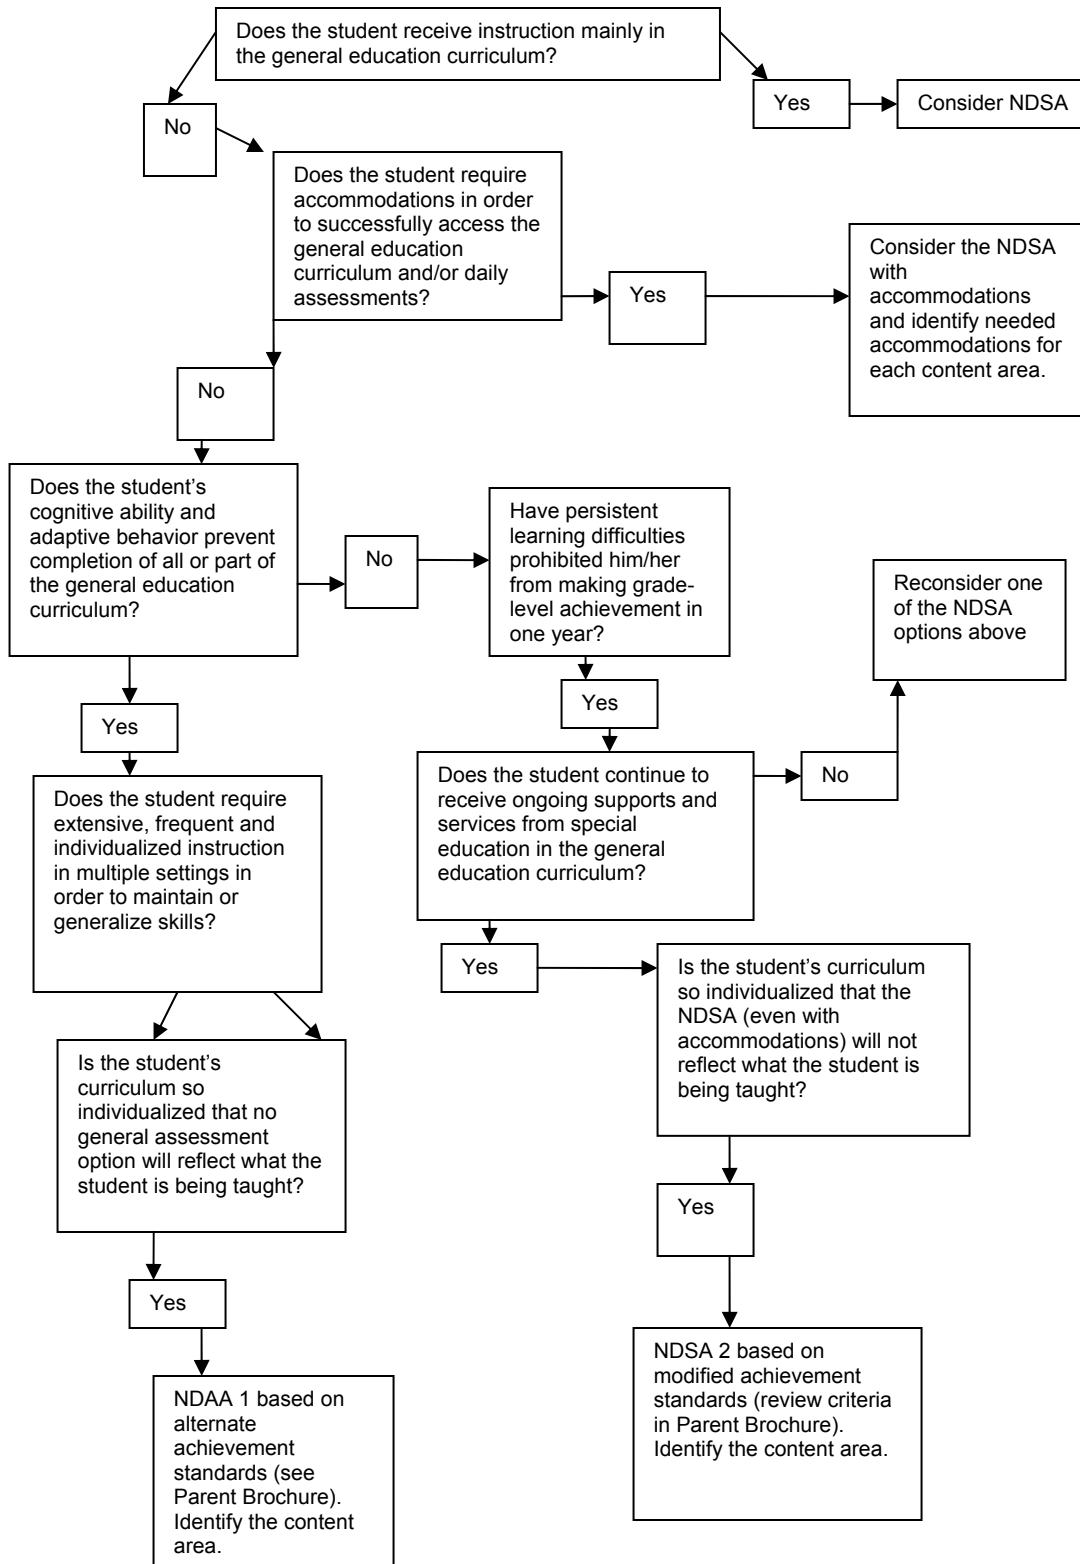 Does the student receive instruction mainly in
the general education curriculum?
Yes
Consider NDSA
No
Does the student require
accommodations in order
to successfully access the
general education
curriculum and/or daily
assessments?
Yes
Consider the NDSA
with
accommodations
and identify needed
accommodations for
each content area.
No
Does the student’s
cognitive ability and
adaptive behavior prevent
completion of all or part of
the general education
curriculum?
No
Have persistent
learning difficulties
prohibited him/her
from making grade-
level achievement in
one year?
Reconsider one
of the NDSA
options above
Yes
Yes
Does the student require
extensive, frequent and
individualized instruction
in multiple settings in
order to maintain or
generalize skills?
Does the student continue to
receive ongoing supports and
services from special
education in the general
education curriculum?
No
Yes
Is the student’s curriculum
so individualized that the
NDSA (even with
accommodations) will not
reflect what the student is
being taught?
Is the student’s
curriculum so
individualized that no
general assessment
option will reflect what the
student is being taught?
Yes
Yes
NDAA 1 based on
alternate
achievement
standards (see
Parent Brochure).
Identify the content
area.
NDSA 2 based on
modified achievement
standards (review criteria
in Parent Brochure).
Identify the content area.